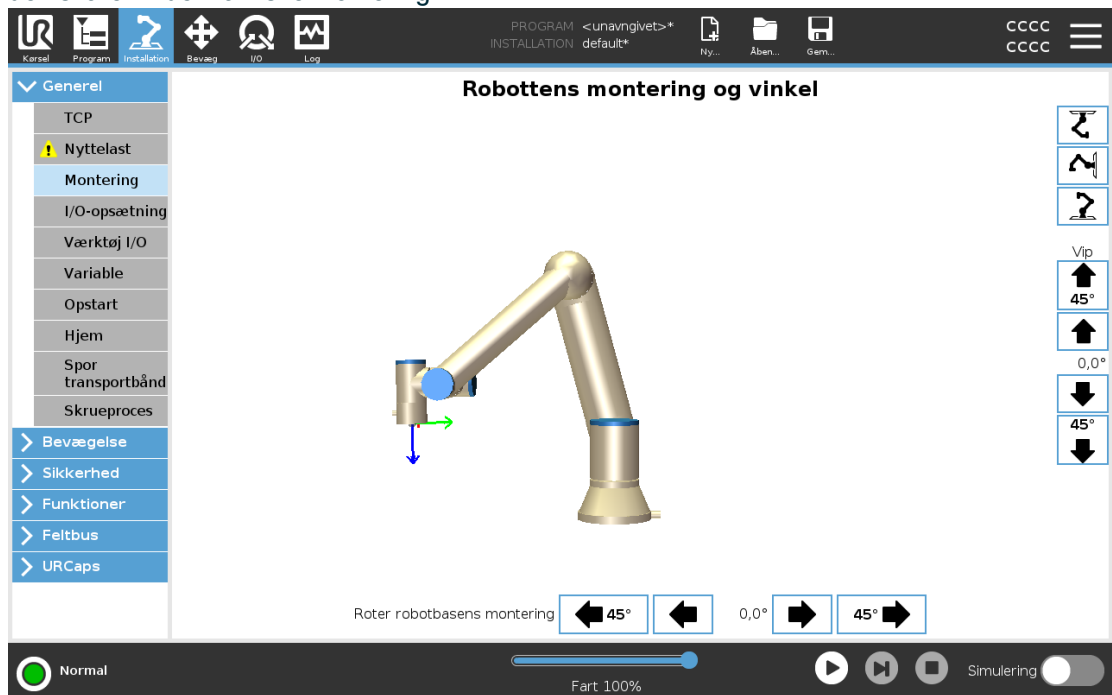 PROGRAM <unavngivet>*
INSTALLATION default*
Ny...
Åben...
Gem...
CCCC
CCCC
Kørsel
Program
Installation
Bevæg
I/O
Log
Generel
TCP
Nyttelast
Montering
I/O-opsætning
Værktøj I/O
Variable
Opstart
Hjem
Spor
transportbånd
Skrueproces
Bevægelse
Sikkerhed
Funktioner
Feltbus
URCaps
Robottens montering og vinkel
Vip
45°
0,0°
45°
Roter robotbasens montering 45° 0,0° 45°
Normal
Fart 100%
Simulering